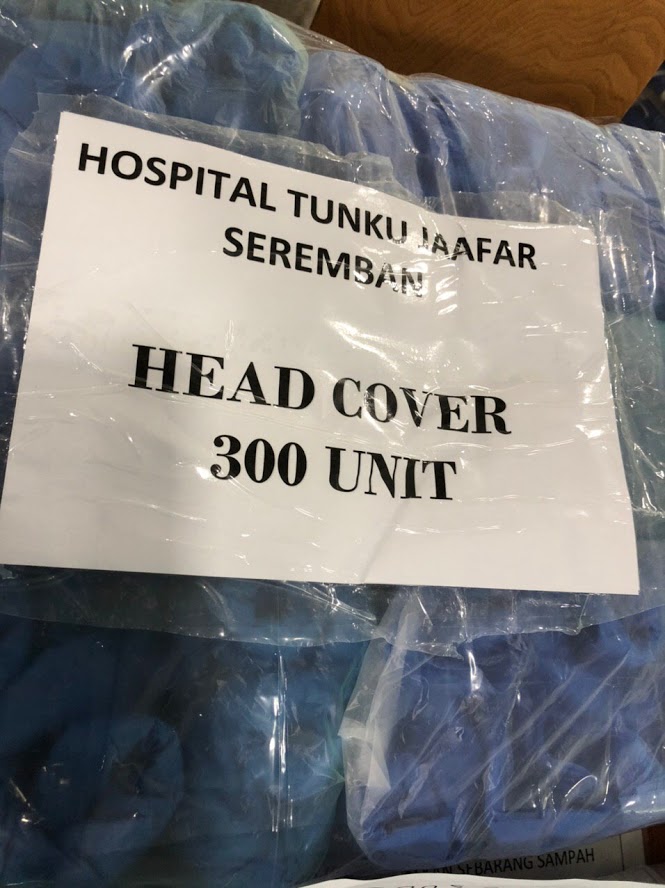 HOSPITAL TUNKU JAAFAR
SEREMBAN
HEAD COVER
300 UNIT
SEBARANG SAMPAH